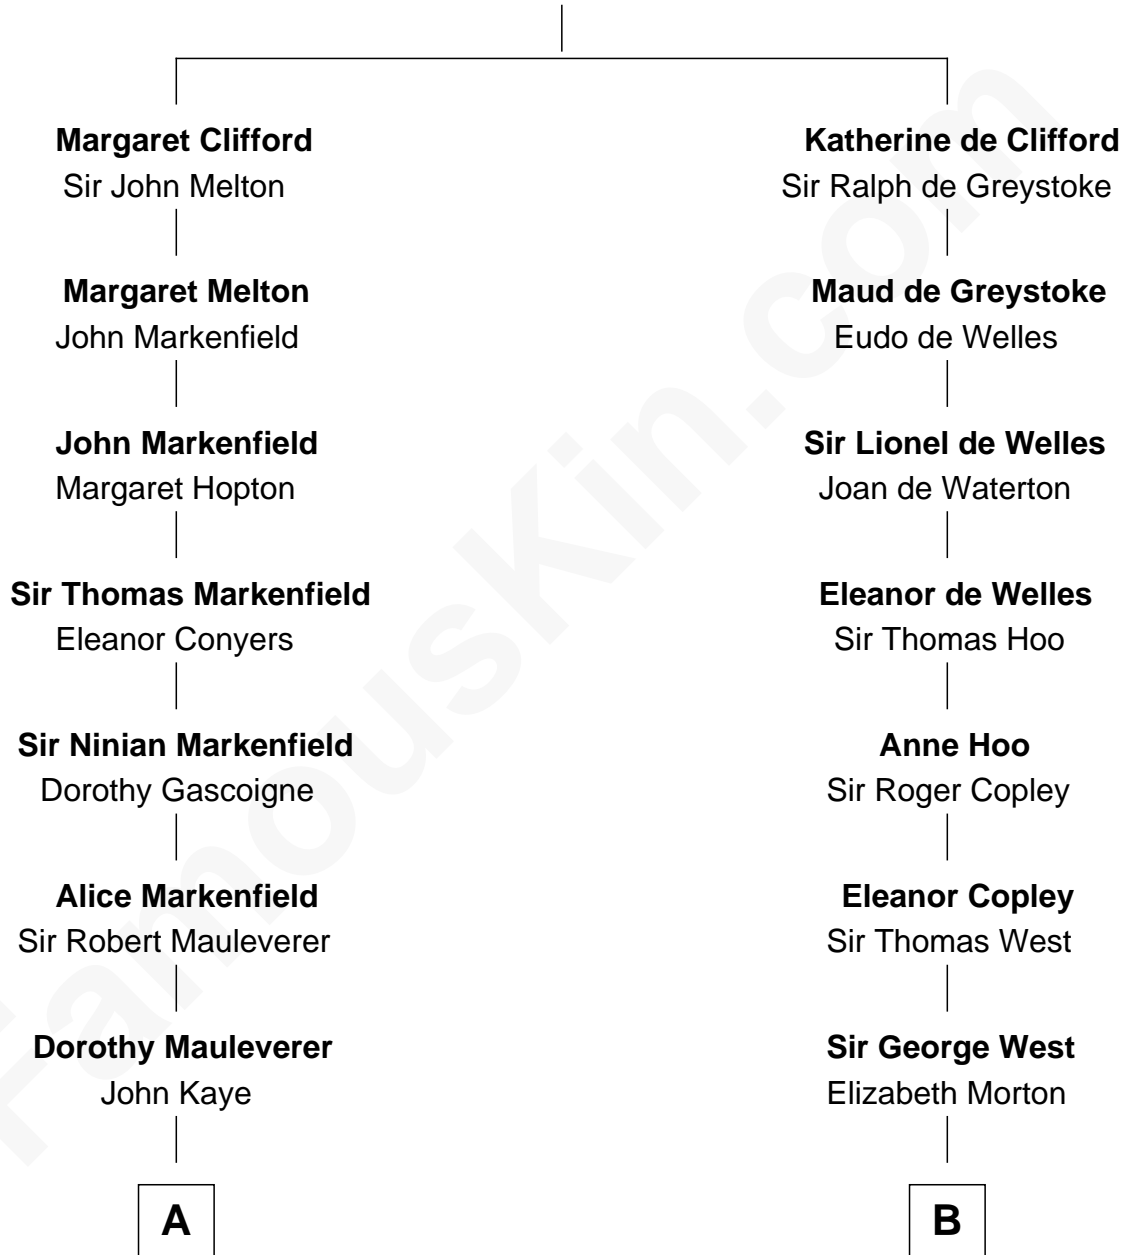 Margaret Clifford
Sir John Melton
Katherine de Clifford
Sir Ralph de Greystoke
Margaret Melton
John Markenfield
Maud de Greystoke
Eudo de Welles
John Markenfield
Margaret Hopton
Sir Lionel de Welles
Joan de Waterton
Sir Thomas Markenfield
Eleanor Conyers
Eleanor de Welles
Sir Thomas Hoo
Sir Ninian Markenfield
Dorothy Gascoigne
Anne Hoo
Sir Roger Copley
Alice Markenfield
Sir Robert Mauleverer
Eleanor Copley
Sir Thomas West
Dorothy Mauleverer
John Kaye
Sir George West
Elizabeth Morton
A
B
FamousKin.com